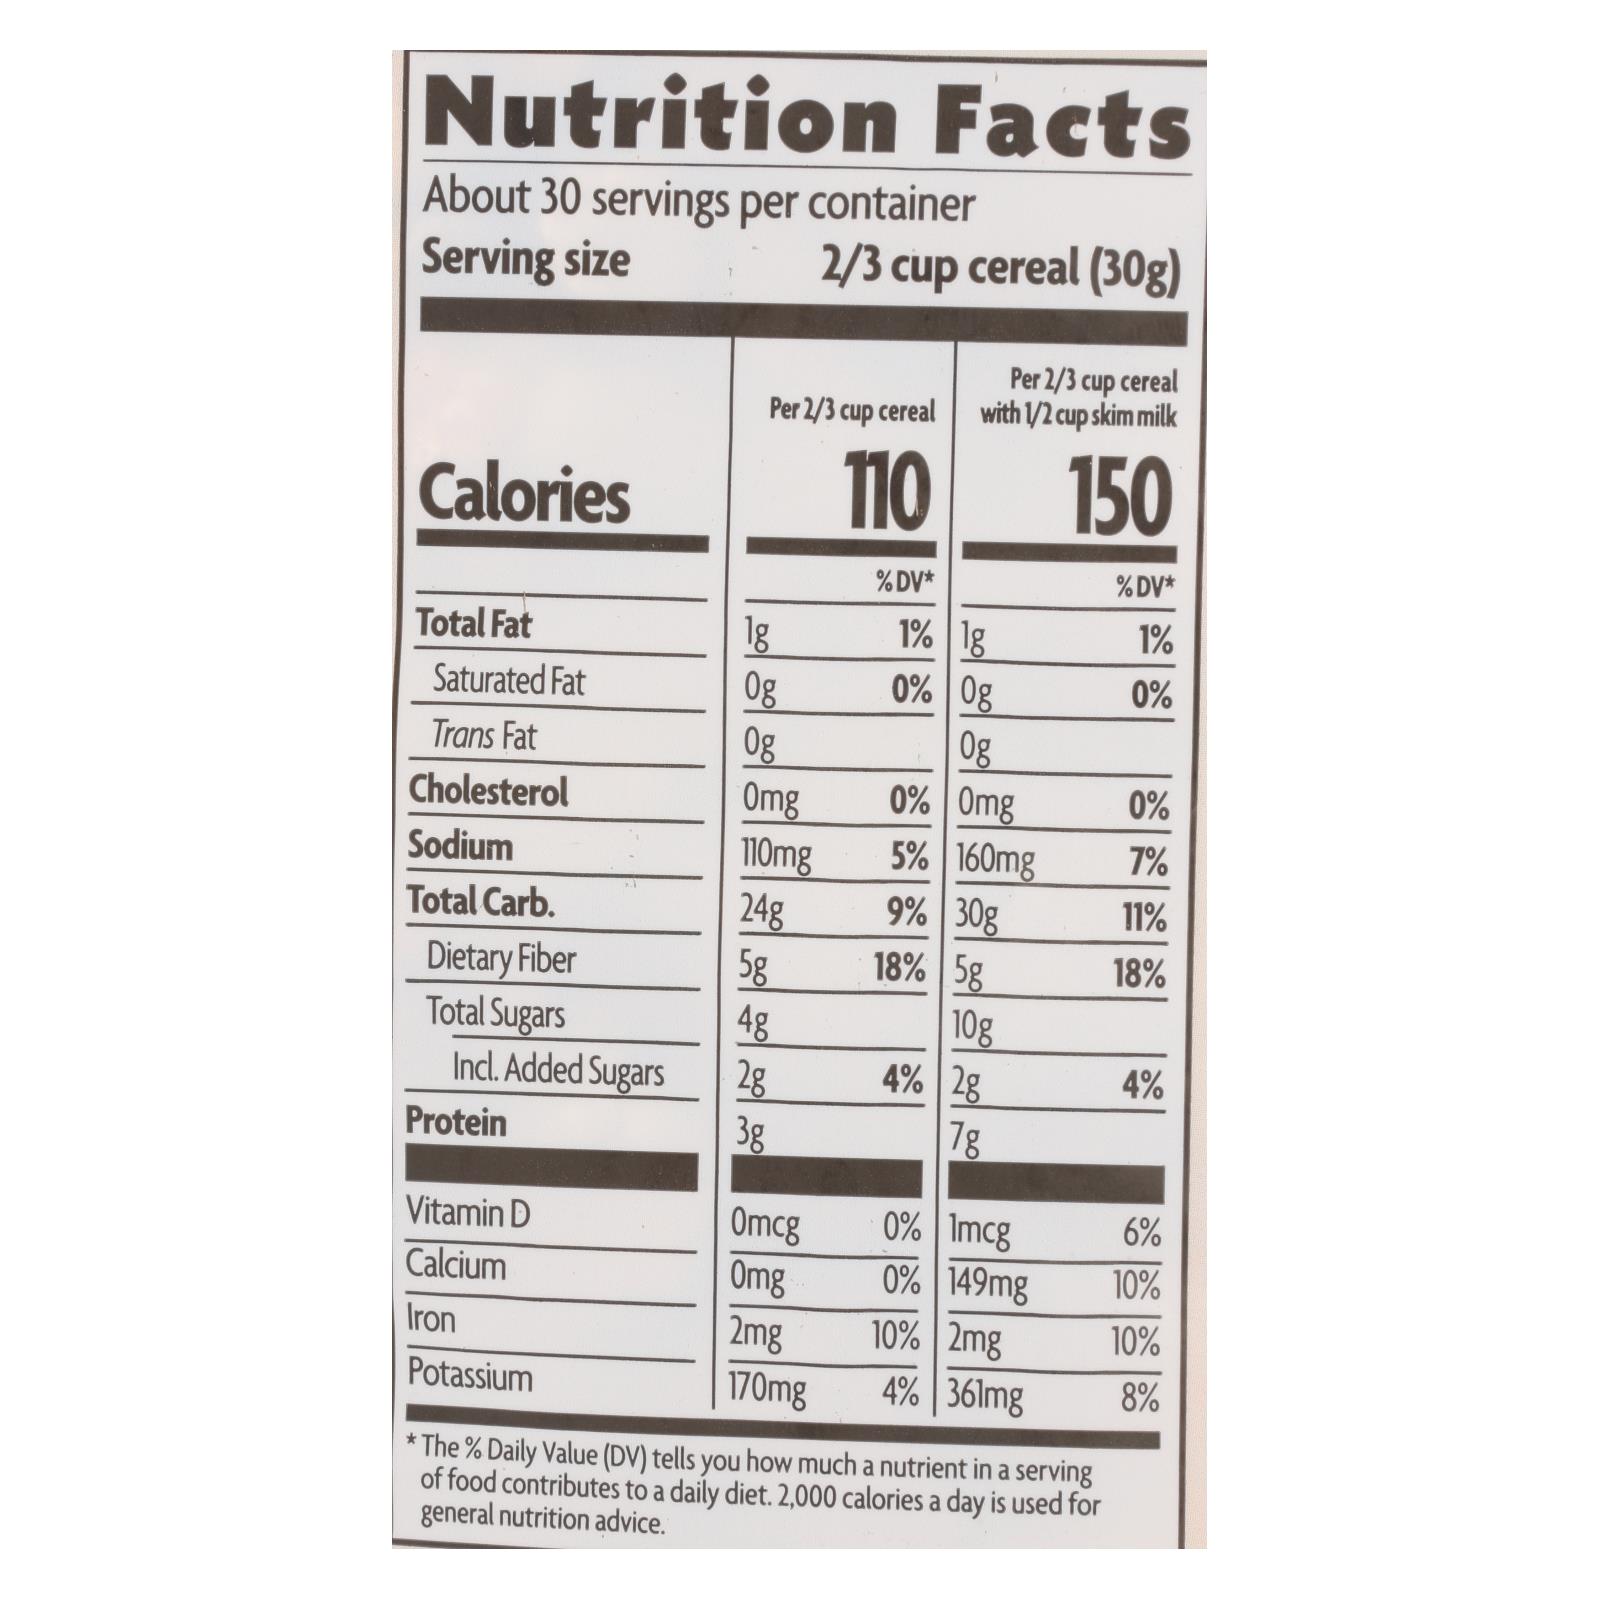 Nutrition Facts
About 30 servings per container
Serving size 2/3 cup cereal (30g)
Per 2/3 cup cereal
Per 2/3 cup cereal
with 1/2 cup skim milk
Calories 110 150
% DV* % DV*
Total Fat 1g 1% 1g 1%
Saturated Fat 0g 0% 0g 0%
Trans Fat 0g 0g
Cholesterol 0mg 0% 0mg 0%
Sodium 110mg 5% 160mg 7%
Total Carb. 24g 9% 30g 11%
Dietary Fiber 5g 18% 5g 18%
Total Sugars 4g 10g
Incl. Added Sugars 2g 4% 2g 4%
Protein 3g 7g
Vitamin D 0mcg 0% 1mcg 6%
Calcium 0mg 0% 149mg 10%
Iron 2mg 10% 2mg 10%
Potassium 170mg 4% 361mg 8%
* The % Daily Value (DV) tells you how much a nutrient in a serving
of food contributes to a daily diet. 2,000 calories a day is used for
general nutrition advice.